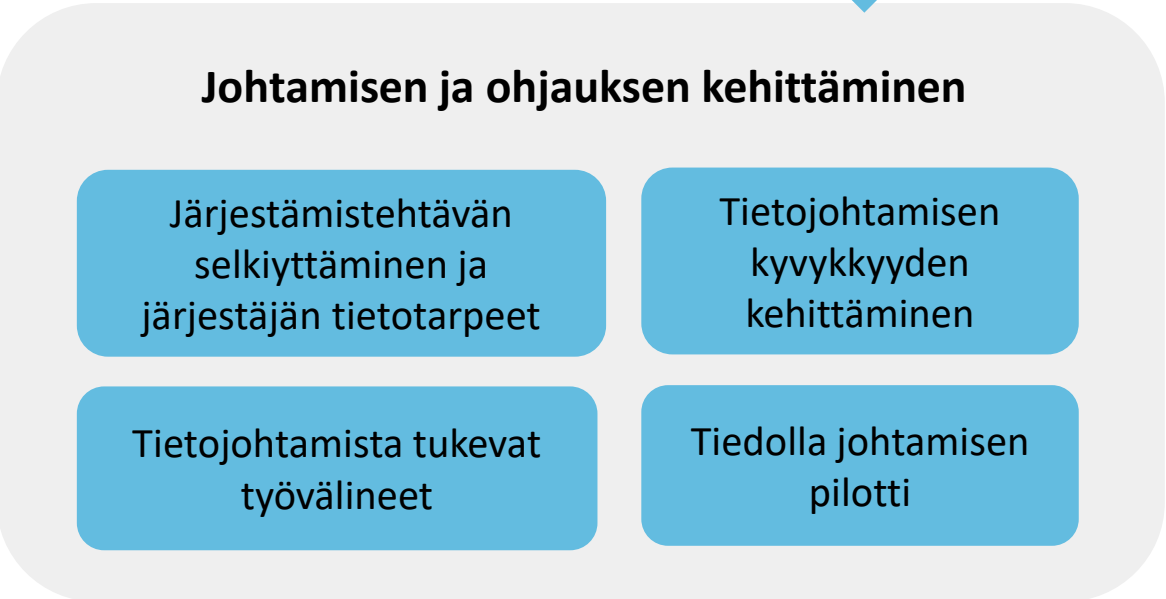 Johtamisen ja ohjauksen kehittäminen
Järjestämistehtävän
selkiyttäminen ja
järjestäjän tietotarpeet
Tietojohtamisen
kyvykkyyden
kehittäminen
Tietojohtamista tukevat
työvälineet
Tiedolla johtamisen
pilotti